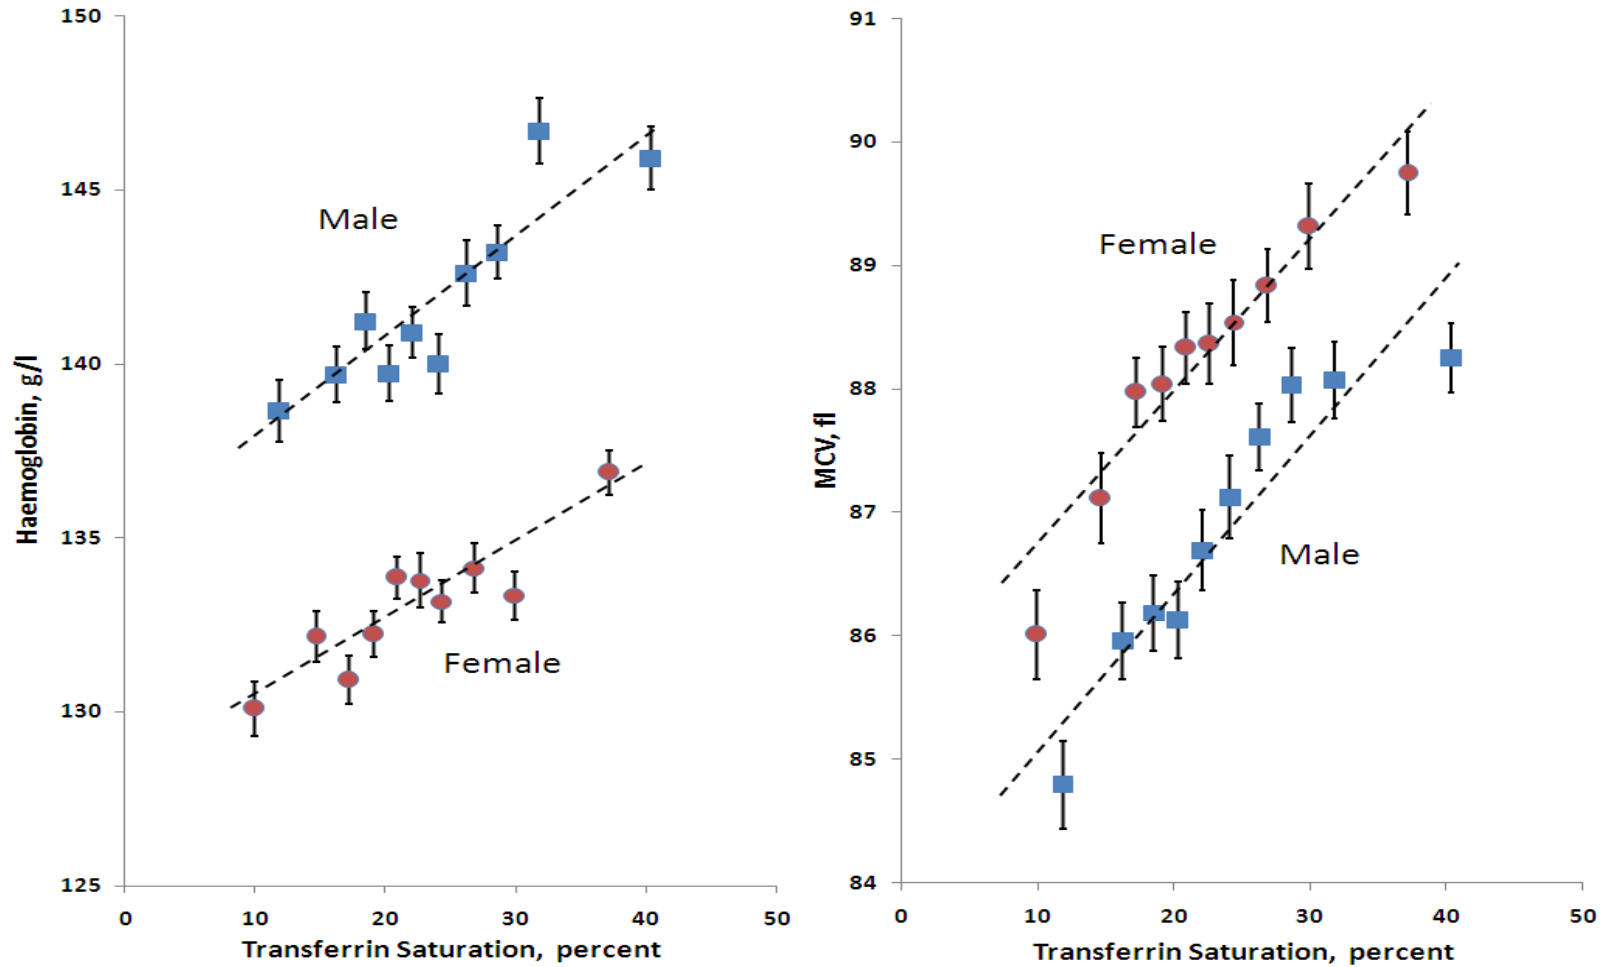 150
145
140
135
130
125
Haemoglobin, g/l
Male
Female
0 10 20 30 40 50
Transferrin Saturation, percent
91
90
89
88
87
86
85
84
MCV, fl
Female
Male
0 10 20 30 40 50
Transferrin Saturation, percent